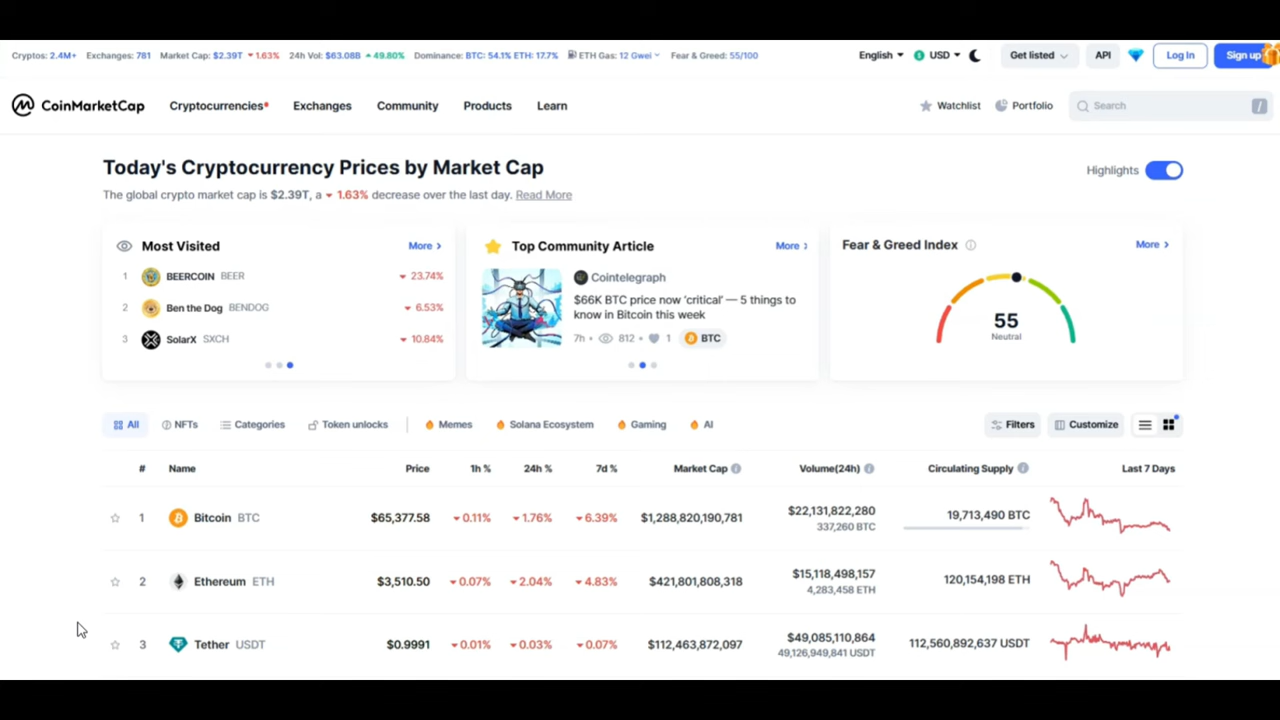 Cryptos: 2.4M+ Exchanges: 781 Market Cap: $2.39T 1.63% 24h Vol: $63.08B 49.80% Dominance: BTC: 54.1% ETH: 17.7% ETH Gas: 12 Gwei Fear & Greed: 55/100 English USD Get listed API Log In Sign up
CoinMarketCap Cryptocurrencies Exchanges Community Products Learn Watchlist Portfolio Search /
Today's Cryptocurrency Prices by Market Cap
Highlights
The global crypto market cap is $2.39T, a 1.63% decrease over the last day. Read More
Most Visited More
1 BEERCOIN BEER 23.74%
2 Ben the Dog BENDOG 6.53%
3 SolarX SXCH 10.84%
Top Community Article More
Cointelegraph
$66K BTC price now 'critical' — 5 things to
know in Bitcoin this week
7h • 812 • 1 BTC
Fear & Greed Index More
55
Neutral
All NFTs Categories Token unlocks Memes Solana Ecosystem Gaming AI Filters Customize
# Name Price 1h % 24h % 7d % Market Cap Volume(24h) Circulating Supply Last 7 Days
1 Bitcoin BTC $65,377.58 0.11% 1.76% 6.39% $1,288,820,190,781 $22,131,822,280 19,713,490 BTC
337,260 BTC
2 Ethereum ETH $3,510.50 0.07% 2.04% 4.83% $421,801,808,318 $15,118,498,157 120,154,198 ETH
4,283,458 ETH
3 Tether USDT $0.9991 0.01% 0.03% 0.07% $112,463,872,097 $49,085,110,864 112,560,892,637 USDT
49,126,949,841 USDT